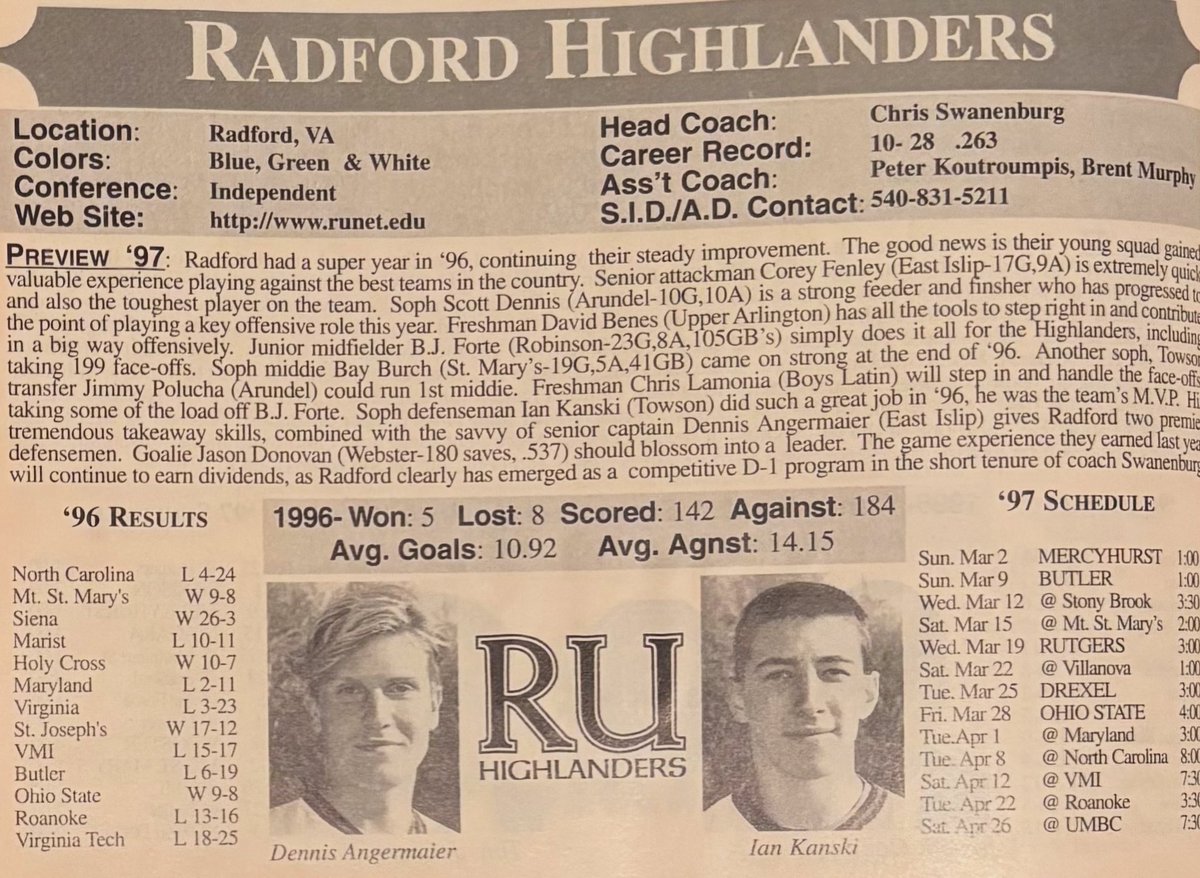 RADFORD HIGHLANDERS
Location: Radford, VA
Colors: Blue, Green & White
Conference: Independent
Web Site: http://www.runet.edu
Head Coach: Chris Swanenburg
Career Record: 10- 28 .263
Ass't Coach: Peter Koutroumpis, Brent Murphy
S.I.D./A.D. Contact: 540-831-5211
PREVIEW '97: Radford had a super year in '96, continuing their steady improvement. The good news is their young squad gained
valuable experience playing against the best teams in the country. Senior attackman Corey Fenley (East Islip-17G,9A) is extremely quick
and also the toughest player on the team. Soph Scott Dennis (Arundel-10G,10A) is a strong feeder and finsher who has progressed to
the point of playing a key offensive role this year. Freshman David Benes (Upper Arlington) has all the tools to step right in and contribute
in a big way offensively. Junior midfielder B.J. Forte (Robinson-23G,8A,105GB's) simply does it all for the Highlanders, including
taking 199 face-offs. Soph middie Bay Burch (St. Mary's-19G,5A,41GB) came on strong at the end of '96. Another soph, Towson
transfer Jimmy Polucha (Arundel) could run 1st middie. Freshman Chris Lamonia (Boys Latin) will step in and handle the face-offs
taking some of the load off B.J. Forte. Soph defenseman Ian Kanski (Towson) did such a great job in '96, he was the team's M.V.P. Hi
tremendous takeaway skills, combined with the savvy of senior captain Dennis Angermaier (East Islip) gives Radford two premie
defensemen. Goalie Jason Donovan (Webster-180 saves, .537) should blossom into a leader. The game experience they earned last yea
will continue to earn dividends, as Radford clearly has emerged as a competitive D-1 program in the short tenure of coach Swanenburg
'96 RESULTS
North Carolina L 4-24
Mt. St. Mary's W 9-8
Siena W 26-3
Marist L 10-11
Holy Cross W 10-7
Maryland L 2-11
Virginia L 3-23
St. Joseph's W 17-12
VMI L 15-17
Butler L 6-19
Ohio State W 9-8
Roanoke L 13-16
Virginia Tech L 18-25
1996- Won: 5 Lost: 8 Scored: 142 Against: 184
Avg. Goals: 10.92 Avg. Agnst: 14.15
RU
HIGHLANDERS
Dennis Angermaier
Ian Kanski
'97 SCHEDULE
Sun. Mar 2 MERCYHURST 1:00
Sun. Mar 9 BUTLER 1:00
Wed. Mar 12 @ Stony Brook 3:30
Sat. Mar 15 @ Mt. St. Mary's 2:00
Wed. Mar 19 RUTGERS 3:00
Sat. Mar 22 @ Villanova 1:00
Tue. Mar 25 DREXEL 3:00
Fri. Mar 28 OHIO STATE 4:00
Tue. Apr 1 @ Maryland 3:00
Tue. Apr 8 @ North Carolina 8:00
Sat. Apr 12 @ VMI 7:30
Tue. Apr 22 @ Roanoke 3:30
Sat. Apr 26 @ UMBC 7:30